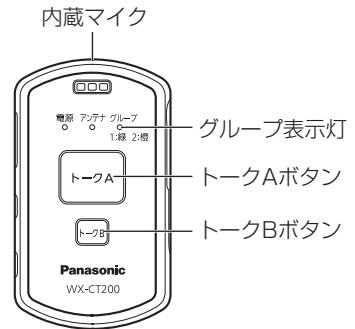 内蔵マイク
電源 アンテナ グループ
1:緑 2:橙
グループ表示灯
トークA
トークAボタン
トークB
トークBボタン
Panasonic
WX-CT200